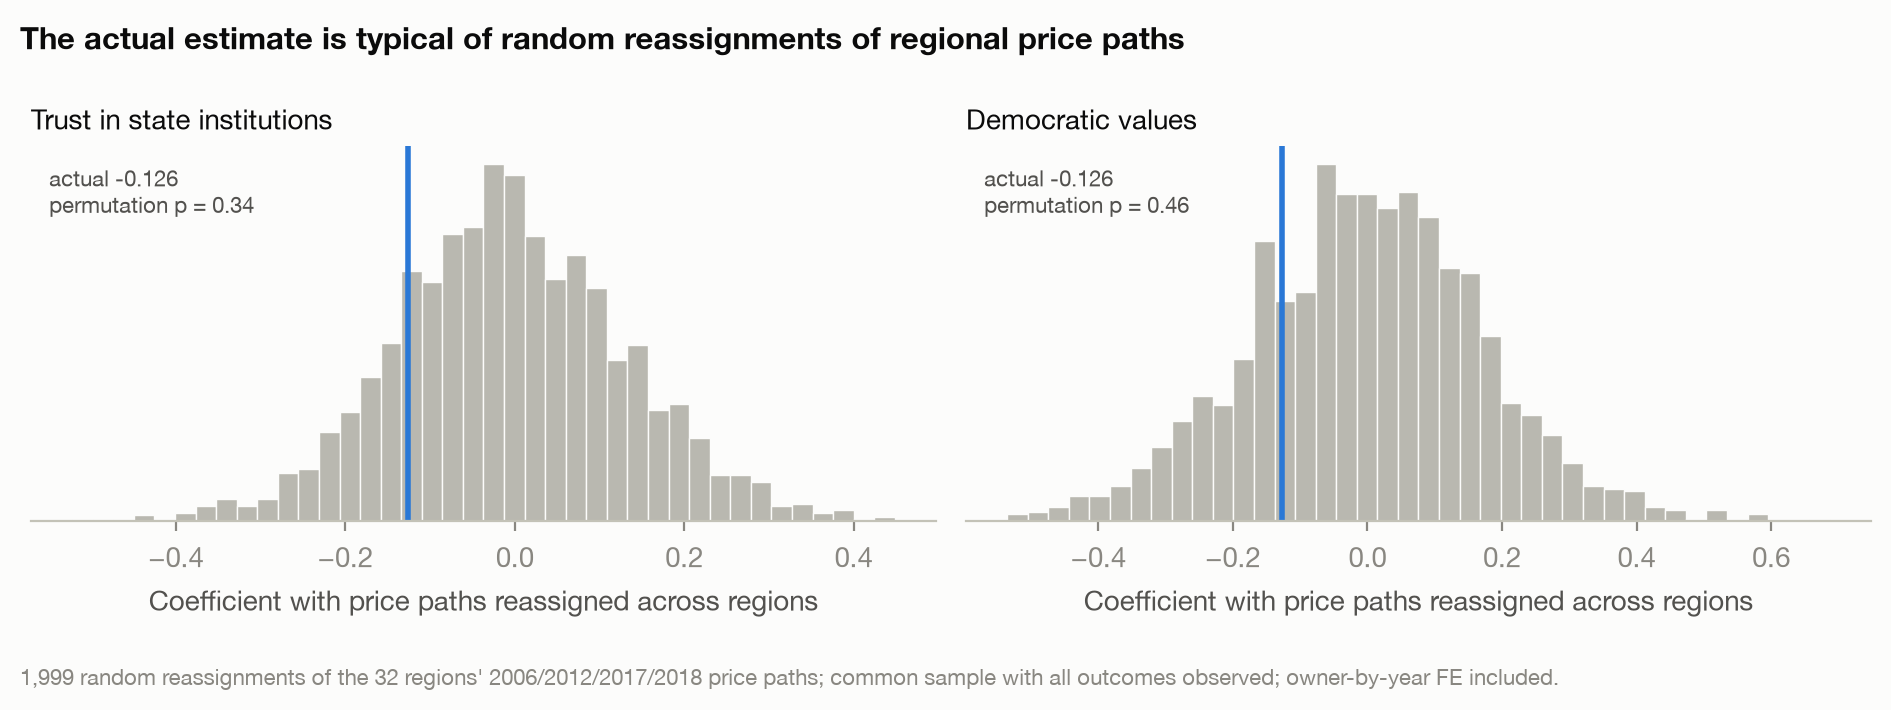 The actual estimate is typical of random reassignments of regional price paths
Trust in state institutions
actual -0.126
permutation p = 0.34
−0.4 −0.2 0.0 0.2 0.4
Coefficient with price paths reassigned across regions
Democratic values
actual -0.126
permutation p = 0.46
−0.4 −0.2 0.0 0.2 0.4 0.6
Coefficient with price paths reassigned across regions
1,999 random reassignments of the 32 regions' 2006/2012/2017/2018 price paths; common sample with all outcomes observed; owner-by-year FE included.